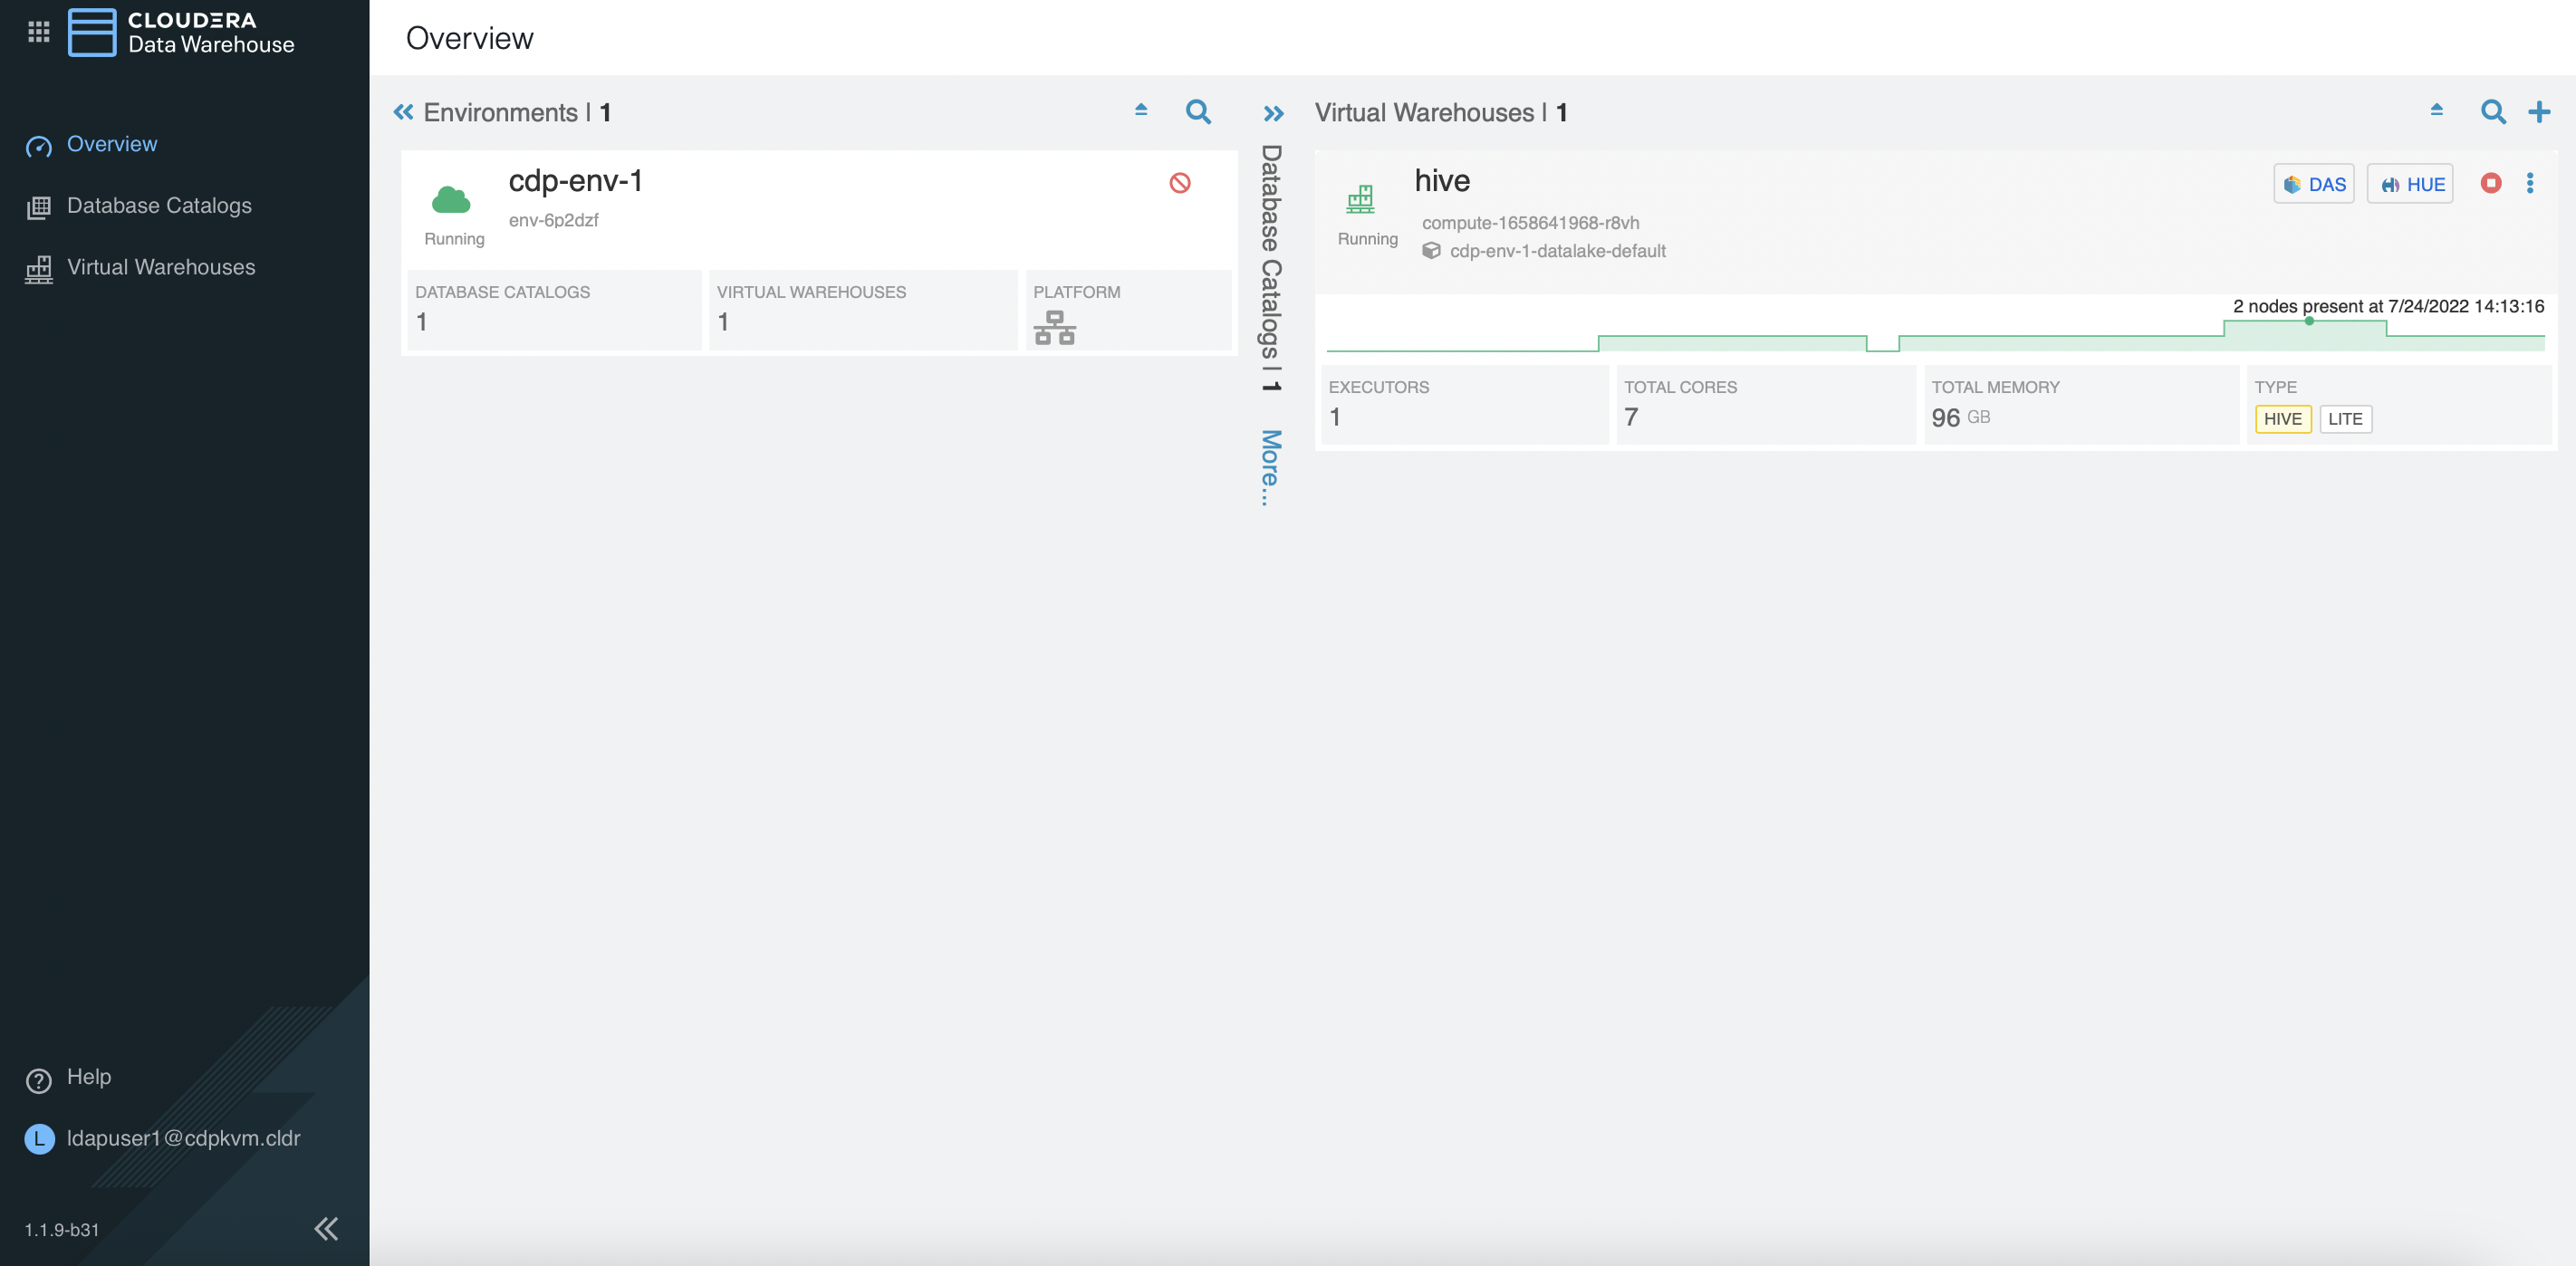 CLOUDERA
Data Warehouse
Overview
Database Catalogs
Virtual Warehouses
Help
L
ldapuser1@cdpkvm.cldr
1.1.9-b31
Overview
Environments | 1
cdp-env-1
env-6p2dzf
Running
DATABASE CATALOGS
1
VIRTUAL WAREHOUSES
1
PLATFORM
Database Catalogs | 1
More...
Virtual Warehouses | 1
hive
DAS
HUE
compute-1658641968-r8vh
Running
cdp-env-1-datalake-default
2 nodes present at 7/24/2022 14:13:16
EXECUTORS
1
TOTAL CORES
7
TOTAL MEMORY
96 GB
TYPE
HIVE LITE